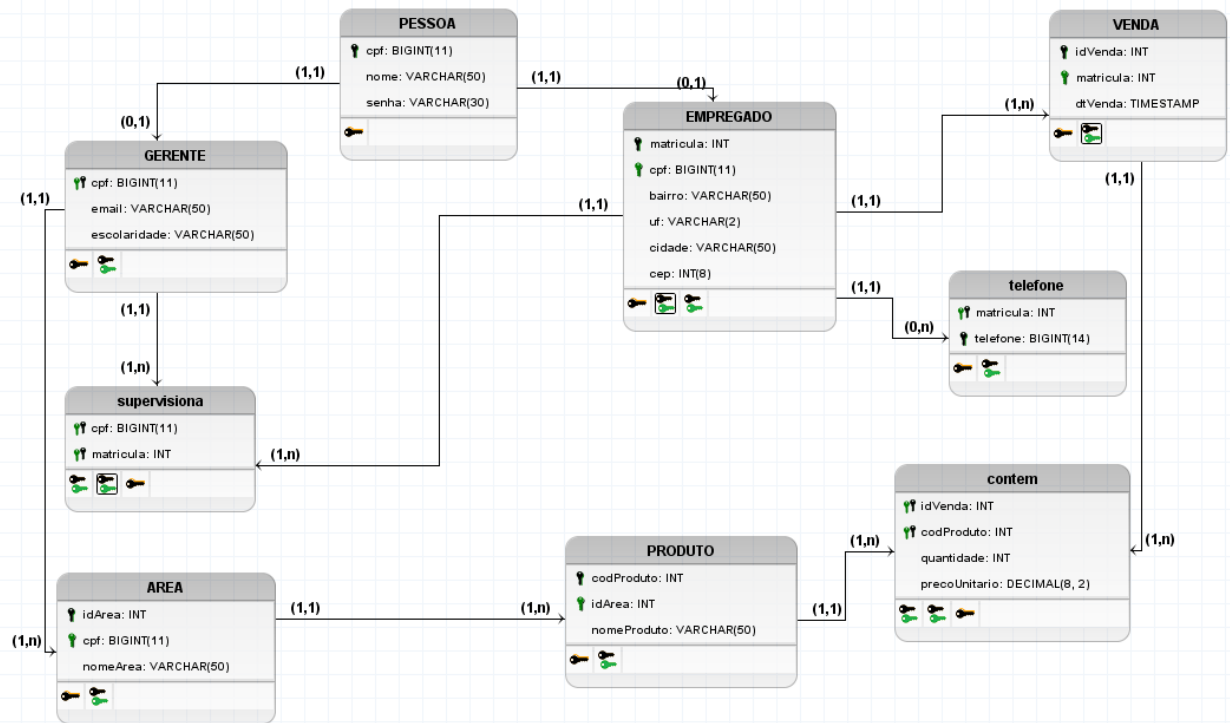 PESSOA
cpf: BIGINT(11)
nome: VARCHAR(50)
senha: VARCHAR(30)
(1,1)
(0,1)
(1,1)
(0,1)
GERENTE
cpf: BIGINT(11)
email: VARCHAR(50)
escolaridade: VARCHAR(50)
EMPREGADO
matricula: INT
cpf: BIGINT(11)
bairro: VARCHAR(50)
uf: VARCHAR(2)
cidade: VARCHAR(50)
cep: INT(8)
VENDA
idVenda: INT
matricula: INT
dtVenda: TIMESTAMP
(1,n)
(1,1)
(1,1)
(1,1)
(1,1)
(1,1)
(0,n)
telefone
matricula: INT
telefone: BIGINT(14)
(1,1)
(1,n)
supervisiona
cpf: BIGINT(11)
matricula: INT
(1,n)
contem
idVenda: INT
codProduto: INT
quantidade: INT
precoUnitario: DECIMAL(8, 2)
(1,n)
(1,n)
PRODUTO
codProduto: INT
idArea: INT
nomeProduto: VARCHAR(50)
(1,1)
AREA
idArea: INT
cpf: BIGINT(11)
nomeArea: VARCHAR(50)
(1,1)
(1,n)
(1,n)